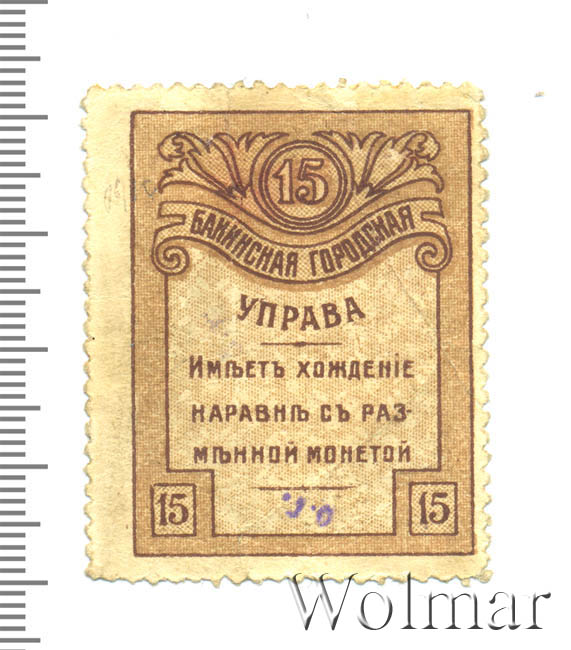 15
БАКИНСКАЯ ГОРОДСКАЯ
УПРАВА
ИМѢЕТЪ ХОЖДЕНІЕ
НАРАВНѢ СЪ РАЗ-
МѢННОЙ МОНЕТОЙ
15 15
Wolmar